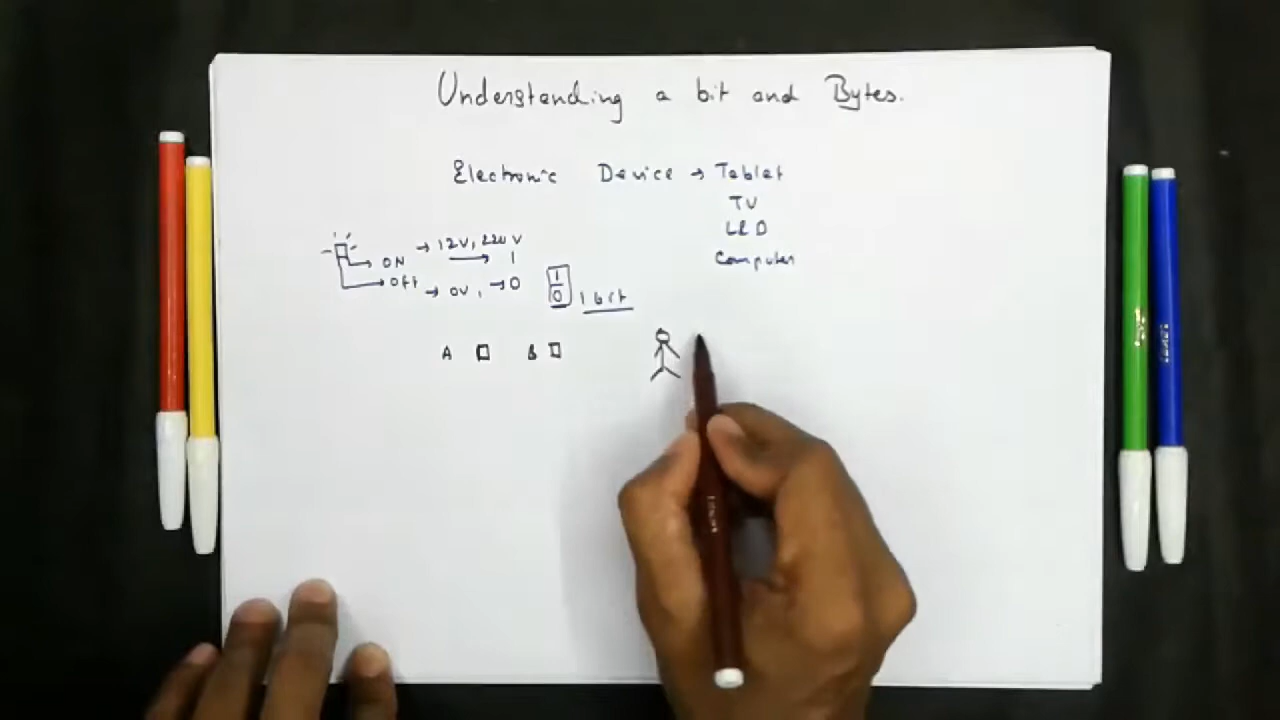 Understanding a bit and Bytes.
Electronic Device → Tablet
TV
LED
Computer
ON → 12V, 220 V → 1
OFF → 0V, → 0
1
0
1 bit
A B